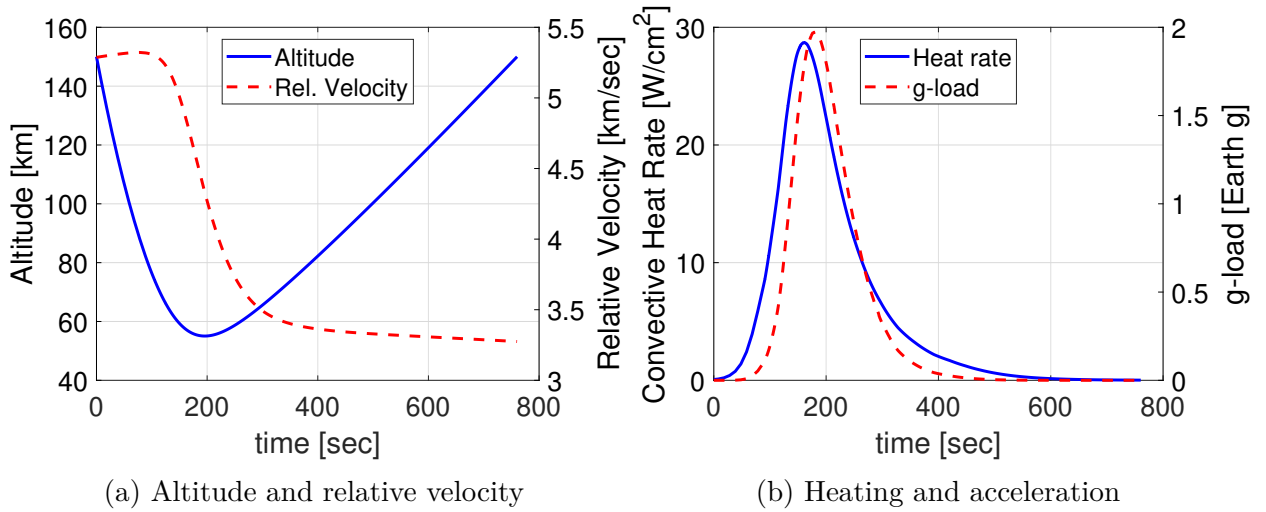 160
140
120
100
80
60
40
Altitude [km]
5.5
5
4.5
4
3.5
3
Relative Velocity [km/sec]
Altitude
Rel. Velocity
0
200
400
600
800
time [sec]
(a) Altitude and relative velocity
30
20
10
0
Convective Heat Rate [W/cm²]
2
1.5
1
0.5
0
g-load [Earth g]
Heat rate
g-load
0
200
400
600
800
time [sec]
(b) Heating and acceleration